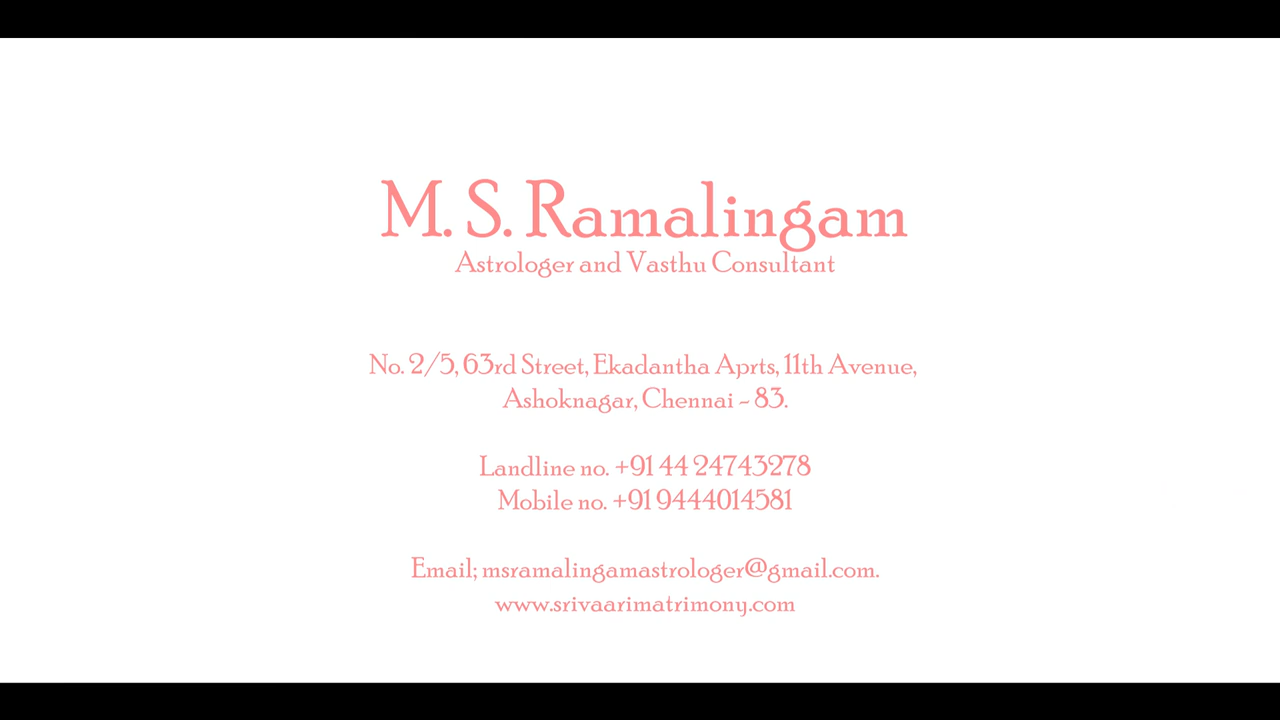 M. S. Ramalingam
Astrologer and Vasthu Consultant
No. 2/5, 63rd Street, Ekadantha Aprts, 11th Avenue,
Ashoknagar, Chennai - 83.
Landline no. +91 44 24743278
Mobile no. +91 9444014581
Email; msramalingamastrologer@gmail.com.
www.srivaarimatrimony.com